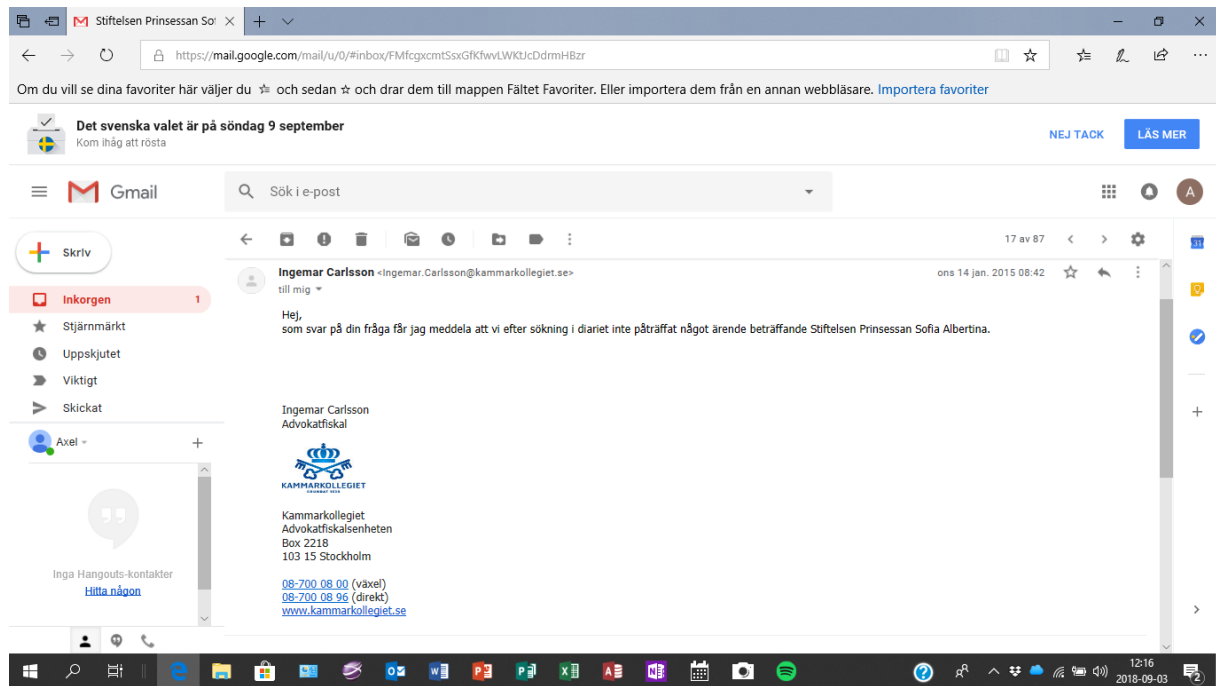 Stiftelsen Prinsessan Sof
https://mail.google.com/mail/u/0/#inbox/FMfcgxcmtSsxGfKfwvLWKtJcDdrmHBzr
Om du vill se dina favoriter här väljer du och sedan och drar dem till mappen Fältet Favoriter. Eller importera dem från en annan webbläsare. Importera favoriter
Det svenska valet är på söndag 9 september
Kom ihåg att rösta
NEJ TACK
LÄS MER
Gmail
Sök i e-post
A
Skriv
17 av 87
31
Inkorgen 1
Stjärnmärkt
Uppskjutet
Viktigt
Skickat
Axel
Inga Hangouts-kontakter
Hitta någon
Ingemar Carlsson <Ingemar.Carlsson@kammarkollegiet.se>
ons 14 jan. 2015 08:42
till mig
Hej,
som svar på din fråga får jag meddela att vi efter sökning i diariet inte påträffat något ärende beträffande Stiftelsen Prinsessan Sofia Albertina.
Ingemar Carlsson
Advokatfiskal
KAMMARKOLLEGIET
GRUNDAT 1539
Kammarkollegiet
Advokatfiskalsenheten
Box 2218
103 15 Stockholm
08-700 08 00 (växel)
08-700 08 96 (direkt)
www.kammarkollegiet.se
12:16
2018-09-03
2